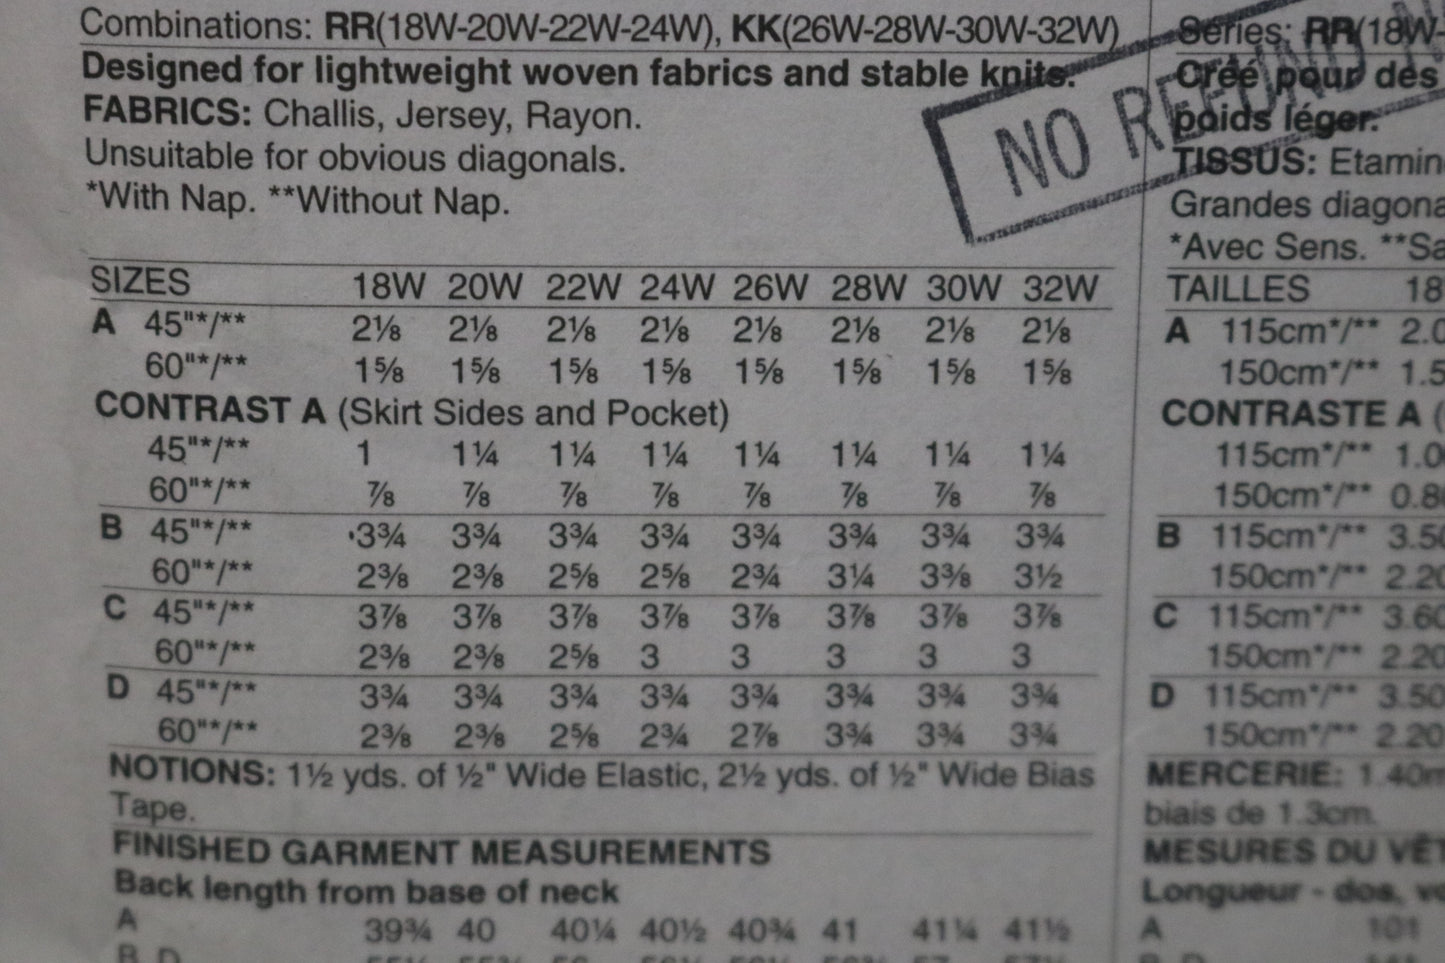 Combinations: RR(18W-20W-22W-24W), KK(26W-28W-30W-32W)
Designed for lightweight woven fabrics and stable knits.
FABRICS: Challis, Jersey, Rayon.
Unsuitable for obvious diagonals.
*With Nap. **Without Nap.
NO REFUND
SIZES 18W 20W 22W 24W 26W 28W 30W 32W
A 45"*/** 2⅛ 2⅛ 2⅛ 2⅛ 2⅛ 2⅛ 2⅛ 2⅛
60"*/** 1⅝ 1⅝ 1⅝ 1⅝ 1⅝ 1⅝ 1⅝ 1⅝
CONTRAST A (Skirt Sides and Pocket)
45"*/** 1 1¼ 1¼ 1¼ 1¼ 1¼ 1¼ 1¼
60"*/** ⅞ ⅞ ⅞ ⅞ ⅞ ⅞ ⅞ ⅞
B 45"*/** 3¾ 3¾ 3¾ 3¾ 3¾ 3¾ 3¾ 3¾
60"*/** 2⅜ 2⅜ 2⅝ 2⅝ 2¾ 3¼ 3⅜ 3½
C 45"*/** 3⅞ 3⅞ 3⅞ 3⅞ 3⅞ 3⅞ 3⅞ 3⅞
60"*/** 2⅜ 2⅜ 2⅝ 3 3 3 3 3
D 45"*/** 3¾ 3¾ 3¾ 3¾ 3¾ 3¾ 3¾ 3¾
60"*/** 2⅜ 2⅜ 2⅝ 2¾ 2⅞ 3¾ 3¾ 3¾
NOTIONS: 1½ yds. of ½" Wide Elastic, 2½ yds. of ½" Wide Bias
Tape.
FINISHED GARMENT MEASUREMENTS
Back length from base of neck
A 39¾ 40 40¼ 40½ 40¾ 41 41¼ 41½
B, D
Séries: RR(18W-
Créé pour des
poids léger.
TISSUS: Etamin
Grandes diagona
*Avec Sens. **Sa
TAILLES 18
A 115cm*/** 2.0
150cm*/** 1.5
CONTRASTE A (
115cm*/** 1.0
150cm*/** 0.8
B 115cm*/** 3.50
150cm*/** 2.20
C 115cm*/** 3.60
150cm*/** 2.20
D 115cm*/** 3.50
150cm*/** 2.20
MERCERIE: 1.40m
biais de 1.3cm.
MESURES DU VÊT
Longueur - dos, vo
A 101
B, D